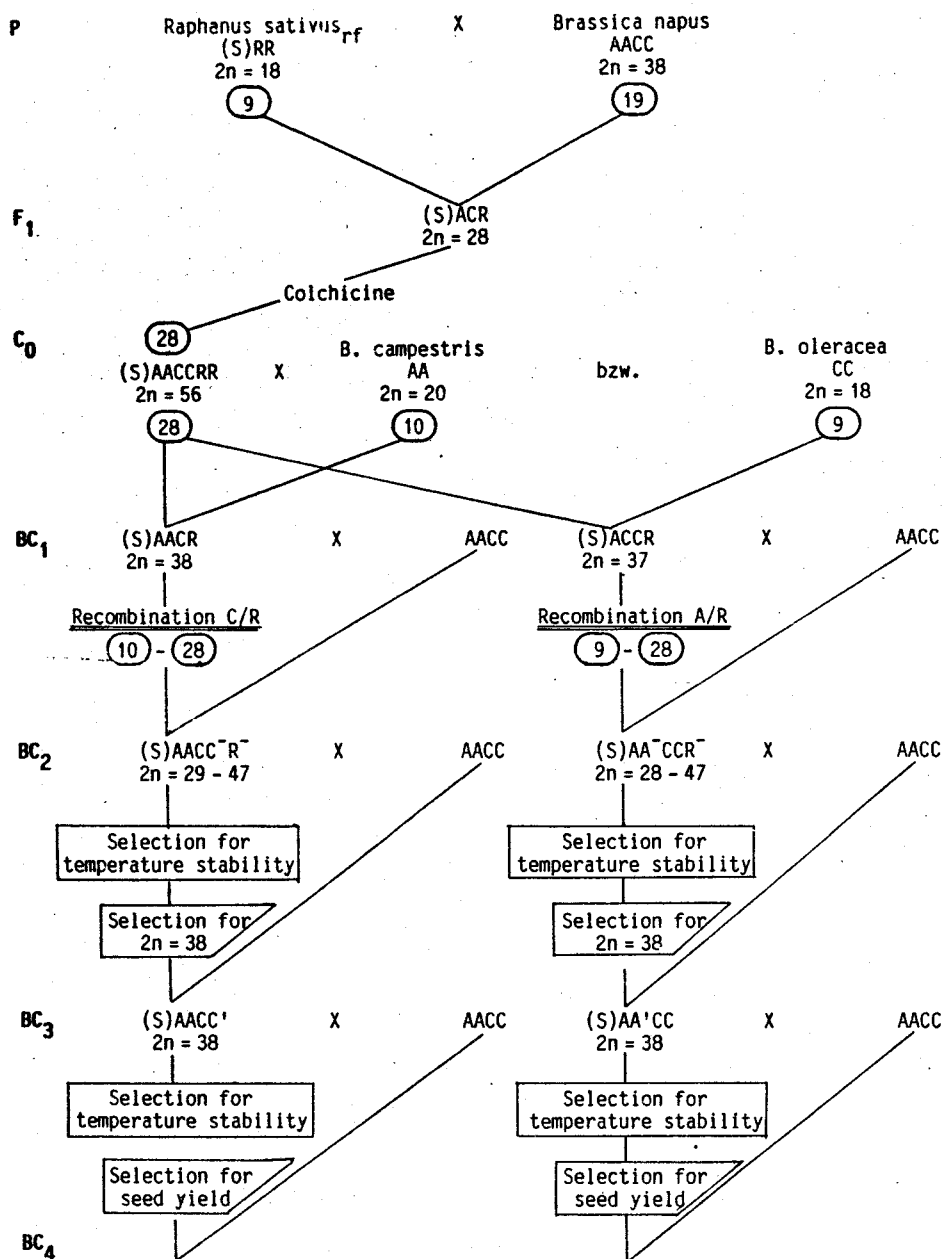 P Raphanus sativus rf X Brassica napus
(S)RR AACC
2n = 18 2n = 38
9 19
F1 (S)ACR
2n = 28
Colchicine
C0 28 B. campestris B. oleracea
(S)AACCRR X AA bzw. CC
2n = 56 2n = 20 2n = 18
28 10 9
BC1 (S)AACR X AACC (S)ACCR X AACC
2n = 38 2n = 37
Recombination C/R Recombination A/R
10 - 28 9 - 28
BC2 (S)AACC-R- X AACC (S)AA-CCR- X AACC
2n = 29 - 47 2n = 28 - 47
Selection for Selection for
temperature stability temperature stability
Selection for Selection for
2n = 38 2n = 38
BC3 (S)AACC' X AACC (S)AA'CC X AACC
2n = 38 2n = 38
Selection for Selection for
temperature stability temperature stability
Selection for Selection for
seed yield seed yield
BC4